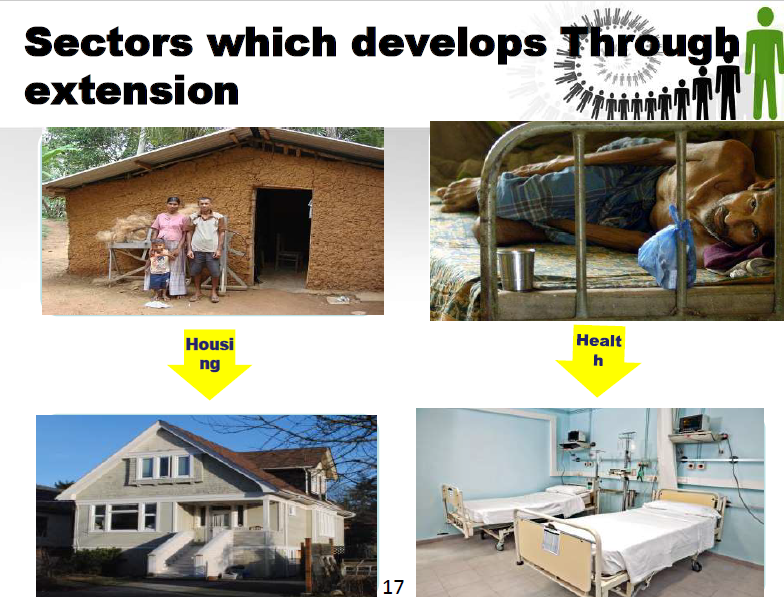 Sectors which develops Through
extension
Housi
ng
Healt
h
17